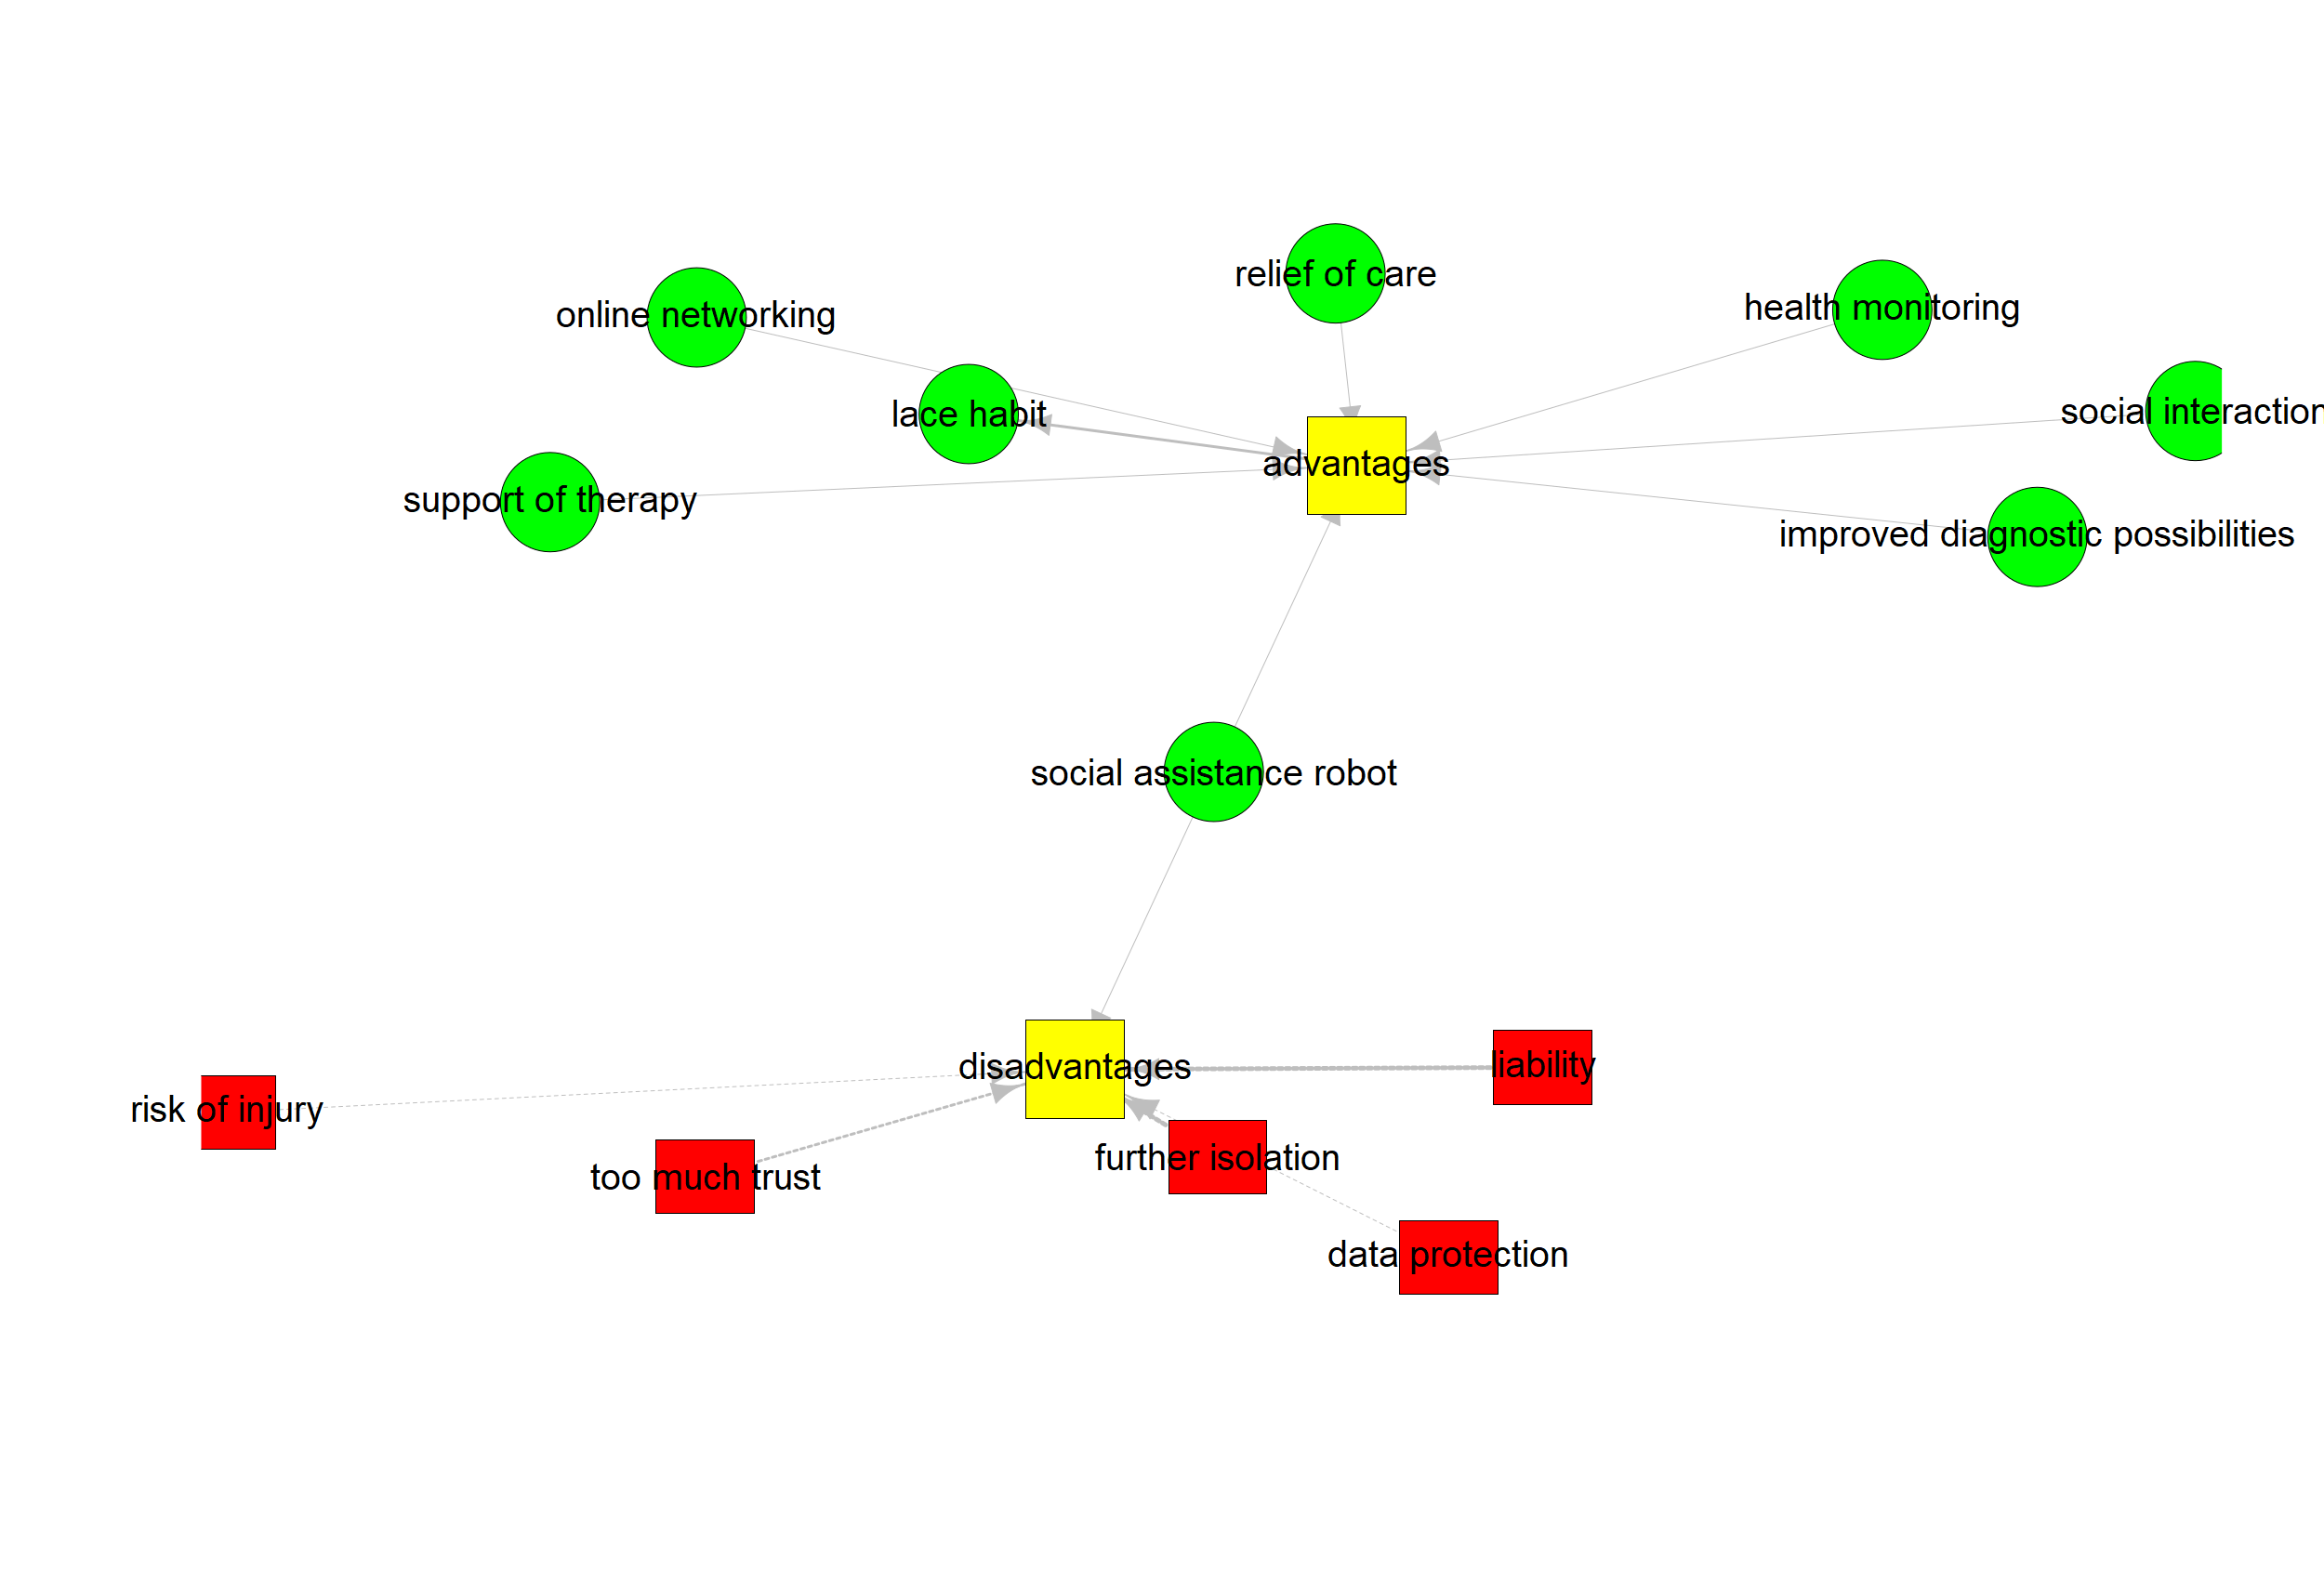 relief of care
online networking
health monitoring
lace habit
social interaction
advantages
support of therapy
improved diagnostic possibilities
social assistance robot
disadvantages
liability
risk of injury
further isolation
too much trust
data protection